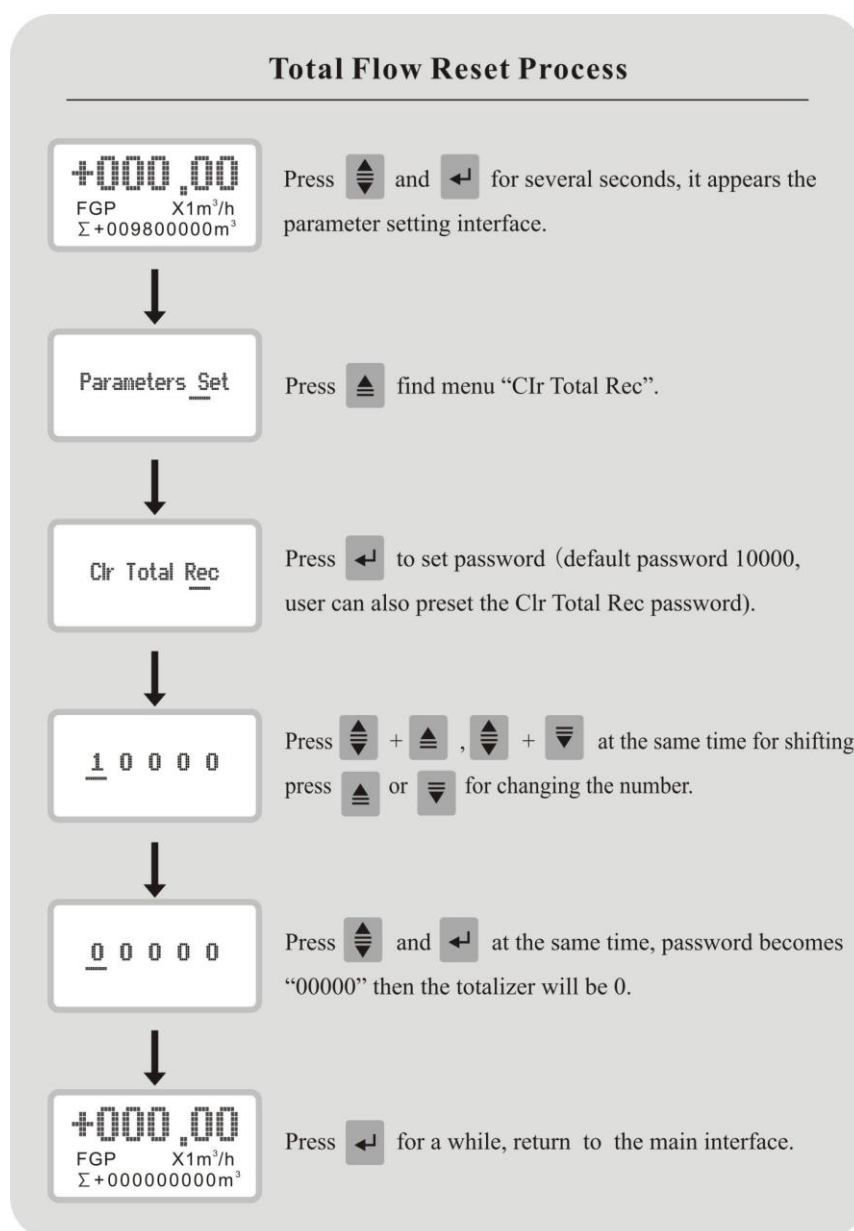 Total Flow Reset Process
+000.00
FGP X1m³/h
Σ+009800000m³
Press and ↵ for several seconds, it appears the
parameter setting interface.
Parameters Set
Press find menu “CIr Total Rec”.
Clr Total Rec
Press ↵ to set password (default password 10000,
user can also preset the Clr Total Rec password).
1 0 0 0 0
Press + , + at the same time for shifting
press or for changing the number.
0 0 0 0 0
Press and ↵ at the same time, password becomes
“00000” then the totalizer will be 0.
+000.00
FGP X1m³/h
Σ+000000000m³
Press ↵ for a while, return to the main interface.